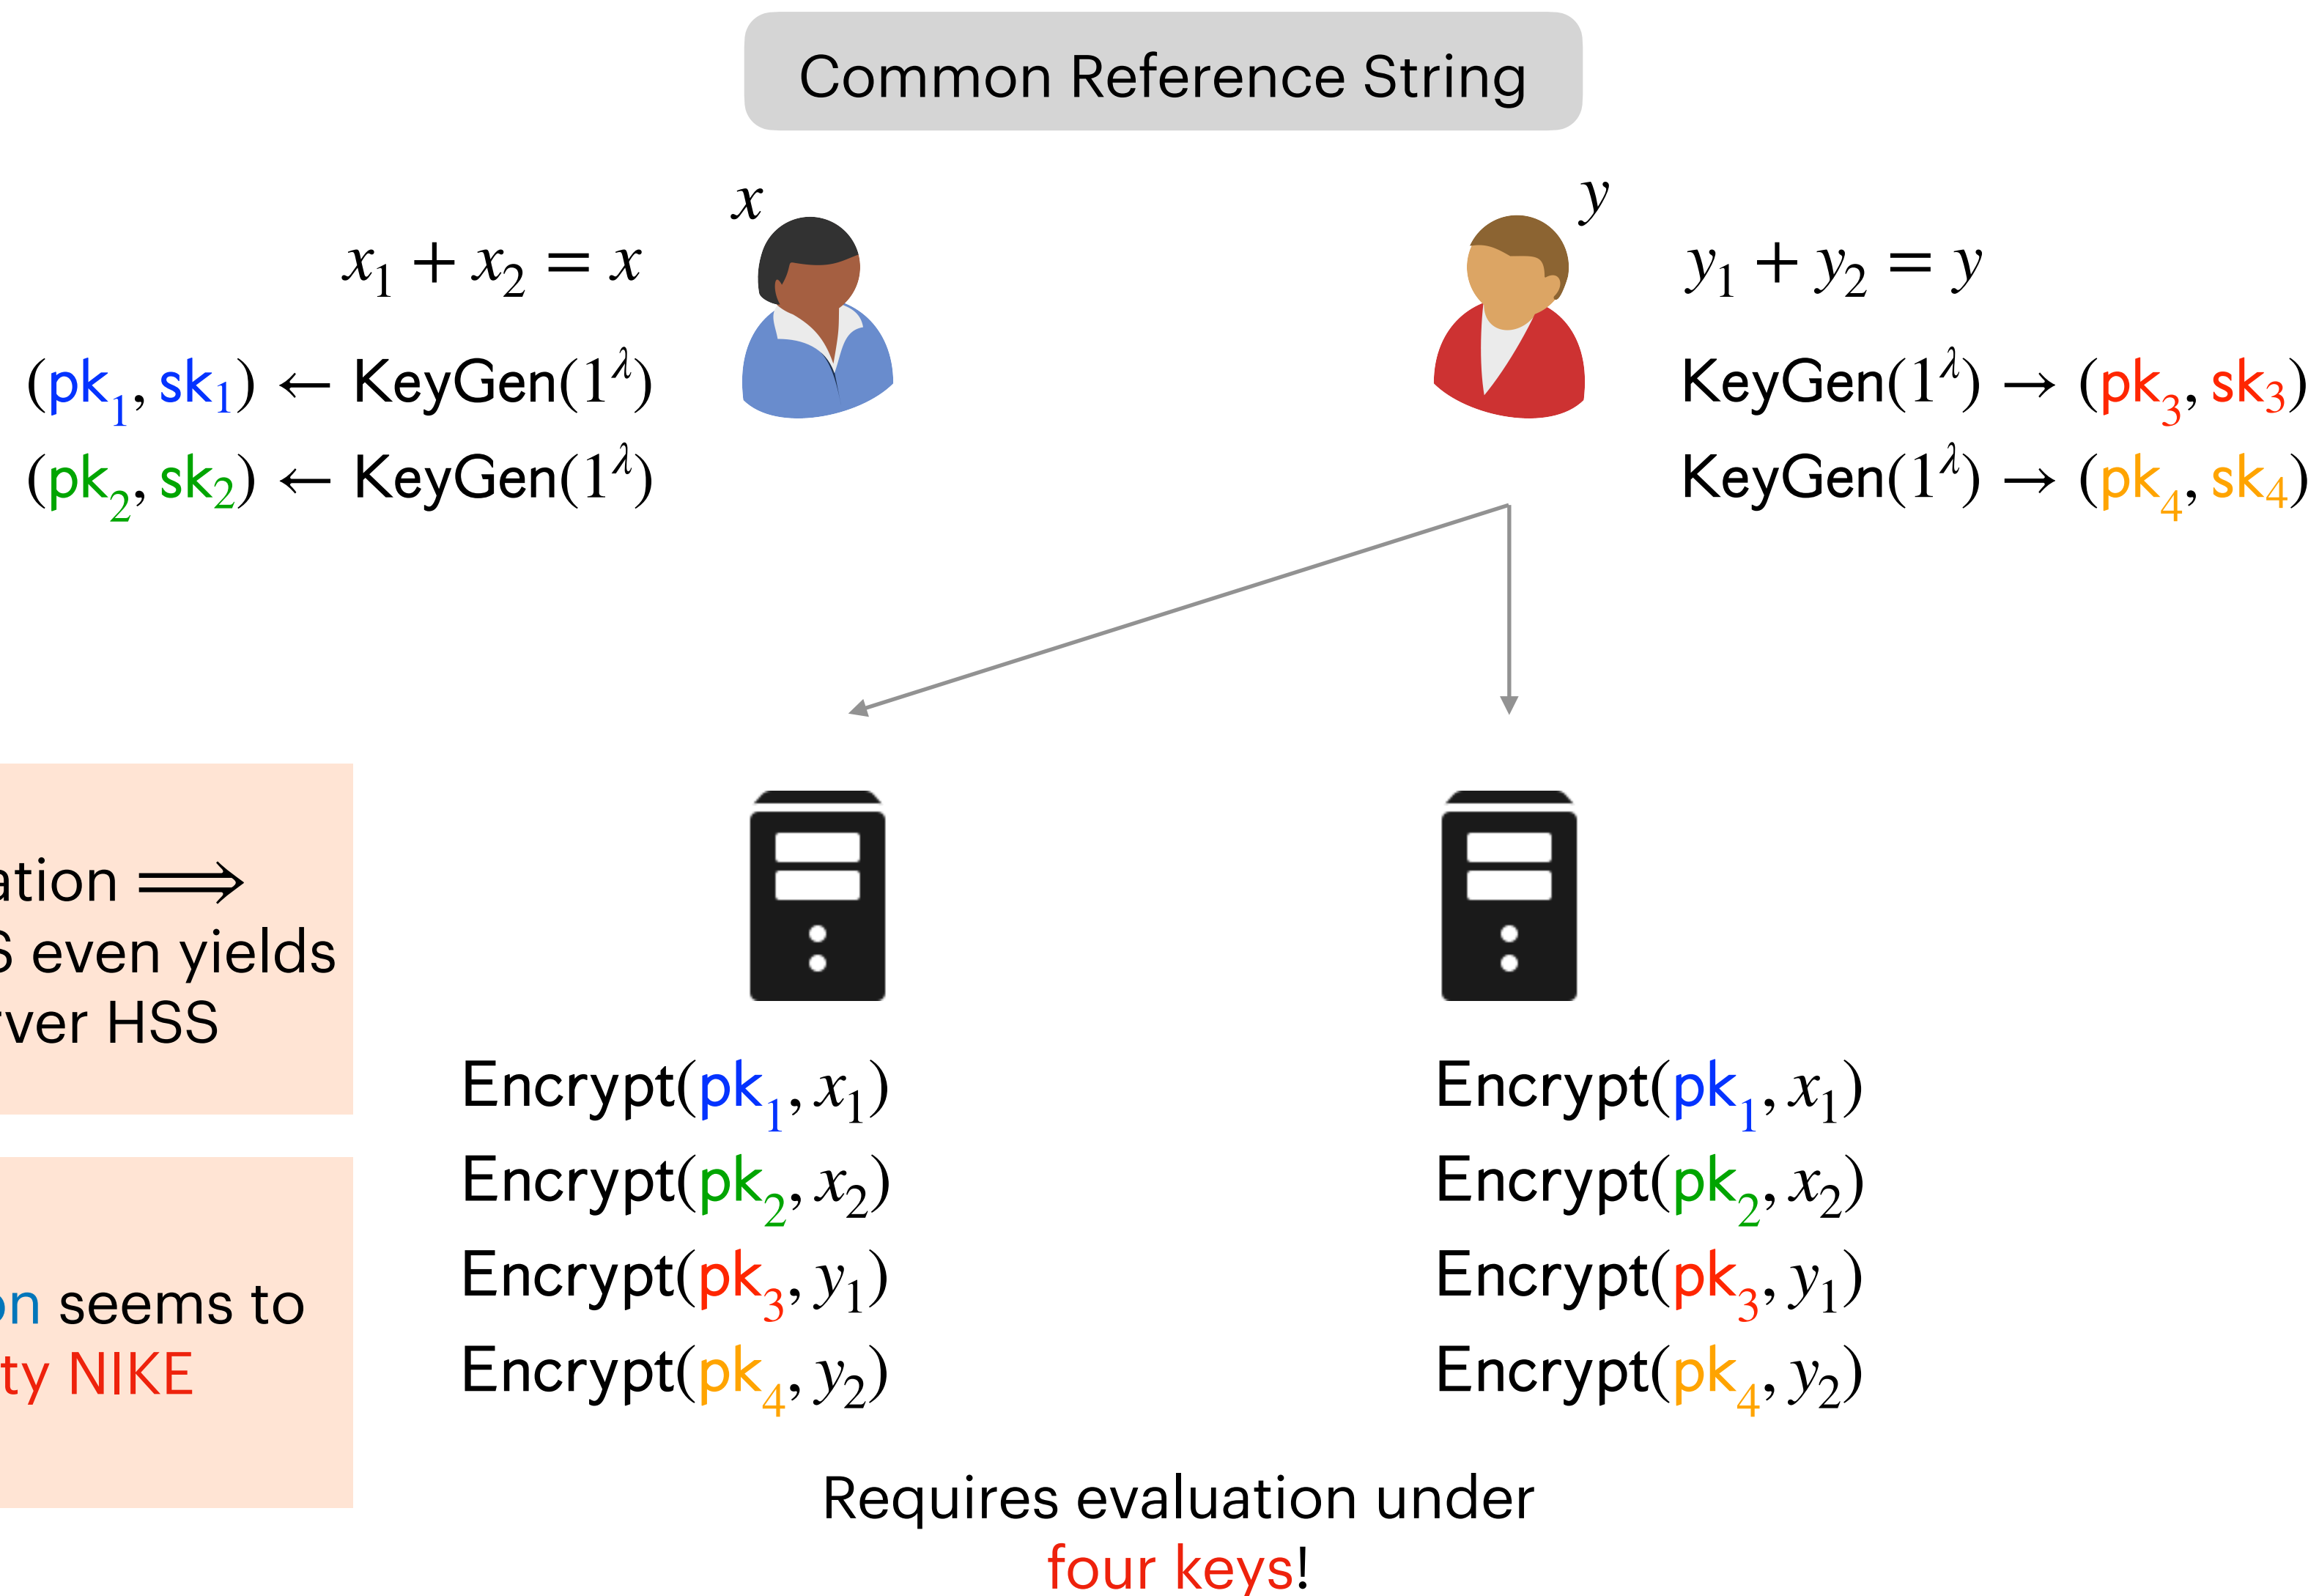 Common Reference String
x
y
x₁ + x₂ = x
y₁ + y₂ = y
(pk₁, sk₁) ← KeyGen(1^λ)
KeyGen(1^λ) → (pk₃, sk₃)
(pk₂, sk₂) ← KeyGen(1^λ)
KeyGen(1^λ) → (pk₄, sk₄)
⟹
even yields
HSS
seems to
NIKE
Encrypt(pk₁, x₁)
Encrypt(pk₂, x₂)
Encrypt(pk₃, y₁)
Encrypt(pk₄, y₂)
Encrypt(pk₁, x₁)
Encrypt(pk₂, x₂)
Encrypt(pk₃, y₁)
Encrypt(pk₄, y₂)
Requires evaluation under
four keys!